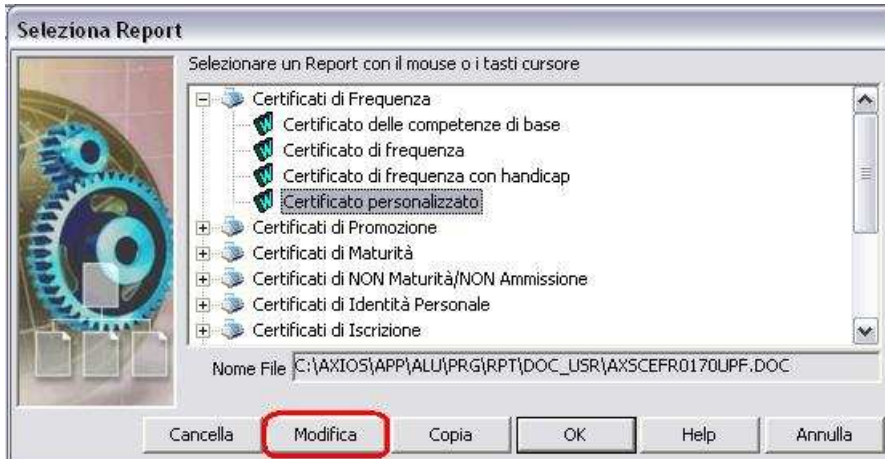 Seleziona Report
Selezionare un Report con il mouse o i tasti cursore
Certificati di Frequenza
Certificato delle competenze di base
Certificato di frequenza
Certificato di frequenza con handicap
Certificato personalizzato
Certificati di Promozione
Certificati di Maturità
Certificati di NON Maturità/NON Ammissione
Certificati di Identità Personale
Certificati di Iscrizione
Nome File C:\AXIOS\APP\ALU\PRG\RPT\DOC_USR\AXSCEFR0170UPF.DOC
Cancella Modifica Copia OK Help Annulla